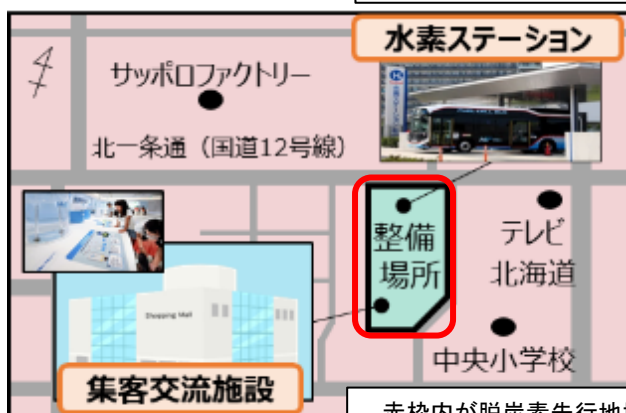 水素ステーション
サッポロファクトリー
北一条通（国道12号線）
整備
場所
テレビ
北海道
中央小学校
Shopping Mall
集客交流施設